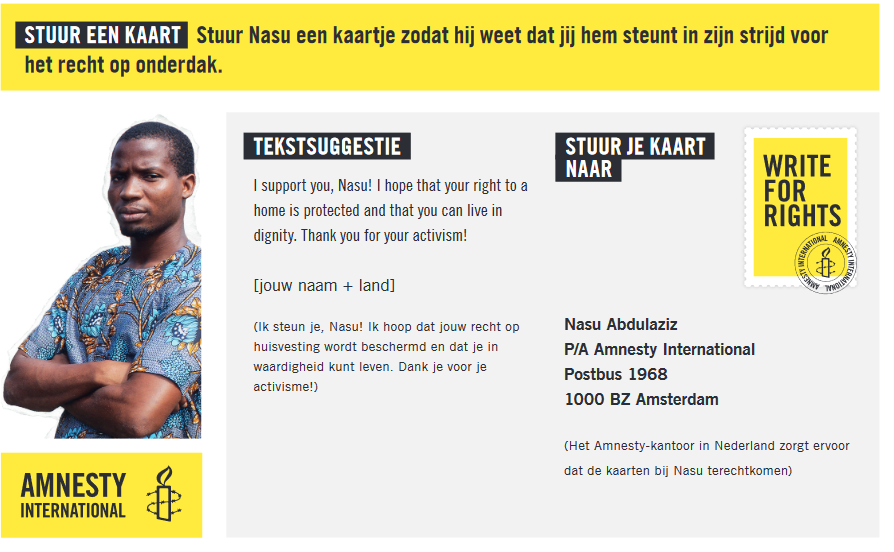 STUUR EEN KAART Stuur Nasu een kaartje zodat hij weet dat jij hem steunt in zijn strijd voor
het recht op onderdak.
TEKSTSUGGESTIE
I support you, Nasu! I hope that your right to a
home is protected and that you can live in
dignity. Thank you for your activism!
[jouw naam + land]
(Ik steun je, Nasu! Ik hoop dat jouw recht op
huisvesting wordt beschermd en dat je in
waardigheid kunt leven. Dank je voor je
activisme!)
STUUR JE KAART
NAAR
WRITE
FOR
RIGHTS
AMNESTY INTERNATIONAL AMNESTY INTERNATIONAL
Nasu Abdulaziz
P/A Amnesty International
Postbus 1968
1000 BZ Amsterdam
(Het Amnesty-kantoor in Nederland zorgt ervoor
dat de kaarten bij Nasu terechtkomen)
AMNESTY
INTERNATIONAL